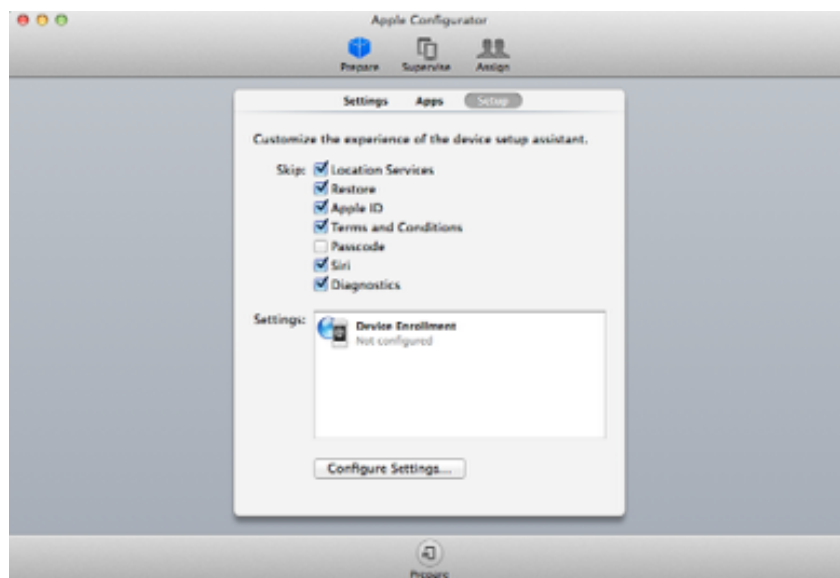 Apple Configurator
Prepare Supervise Assign
Settings Apps Setup
Customize the experience of the device setup assistant.
Skip: Location Services
Restore
Apple ID
Terms and Conditions
Passcode
Siri
Diagnostics
Settings: Device Enrollment
Not configured
Configure Settings...
Prepare